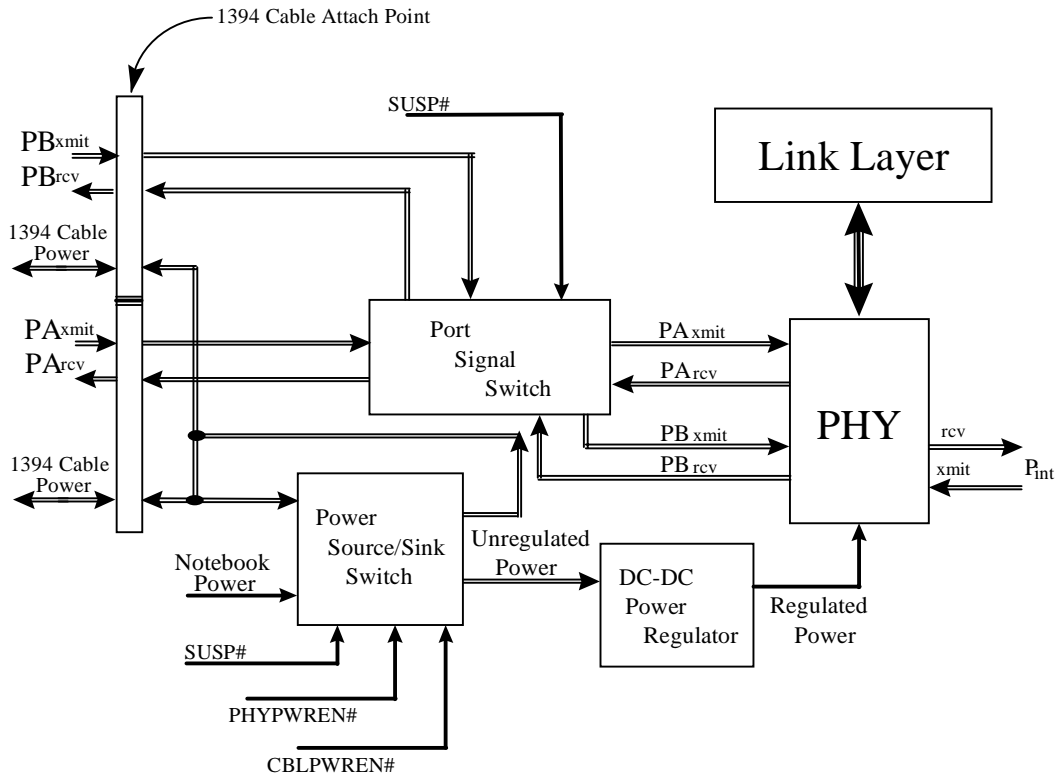 1394 Cable Attach Point
SUSP#
PBxmit
PBrcv
1394 Cable
Power
PAxmit
PArcv
1394 Cable
Power
Link Layer
Port
Signal
Switch
PA xmit
PA rcv
PB xmit
PB rcv
PHY
rcv
xmit
Pint
Power
Source/Sink
Switch
Notebook
Power
Unregulated
Power
DC-DC
Power
Regulator
Regulated
Power
SUSP#
PHYPWREN#
CBLPWREN#